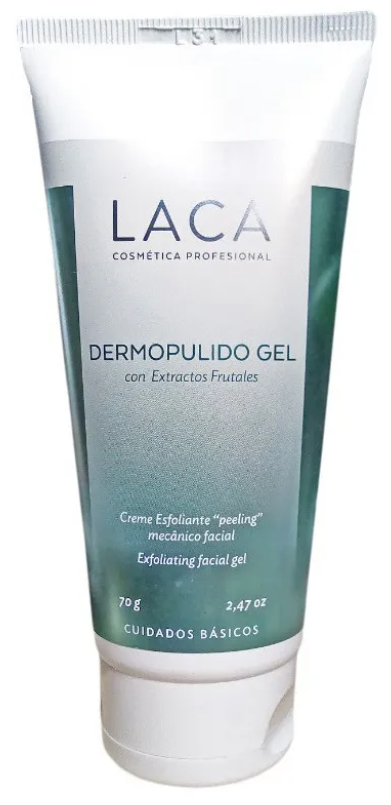 LACA
COSMÉTICA PROFESIONAL
DERMOPULIDO GEL
con Extractos Frutales
Creme Esfoliante "peeling"
mecânico facial
Exfoliating facial gel
70 g 2,47 oz
CUIDADOS BÁSICOS